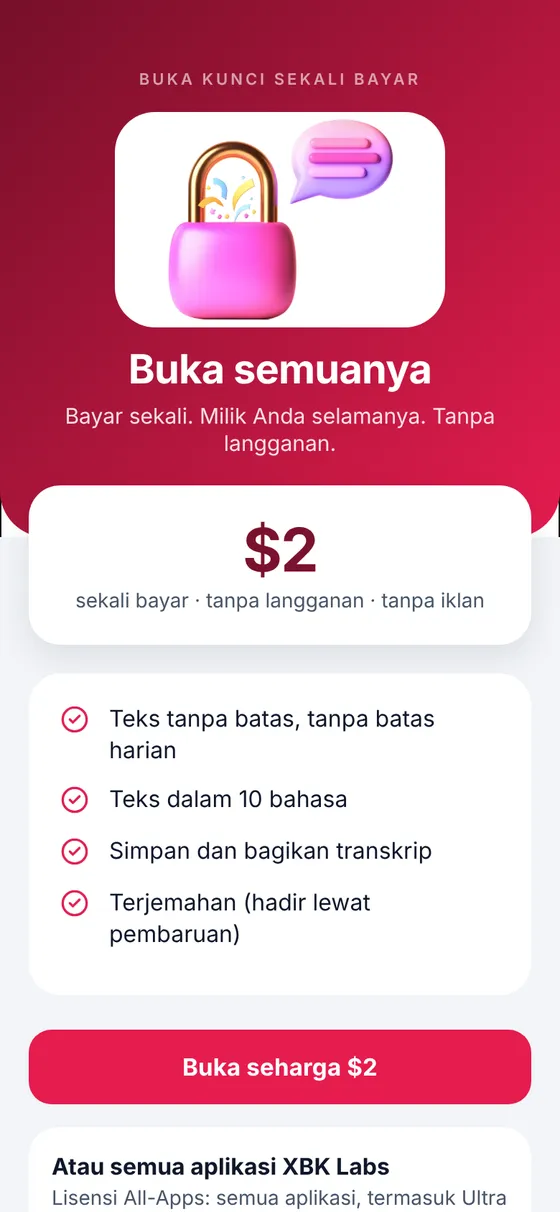 BUKA KUNCI SEKALI BAYAR
Buka semuanya
Bayar sekali. Milik Anda selamanya. Tanpa
langganan.
$2
sekali bayar · tanpa langganan · tanpa iklan
Teks tanpa batas, tanpa batas
harian
Teks dalam 10 bahasa
Simpan dan bagikan transkrip
Terjemahan (hadir lewat
pembaruan)
Buka seharga $2
Atau semua aplikasi XBK Labs
Lisensi All-Apps: semua aplikasi, termasuk Ultra